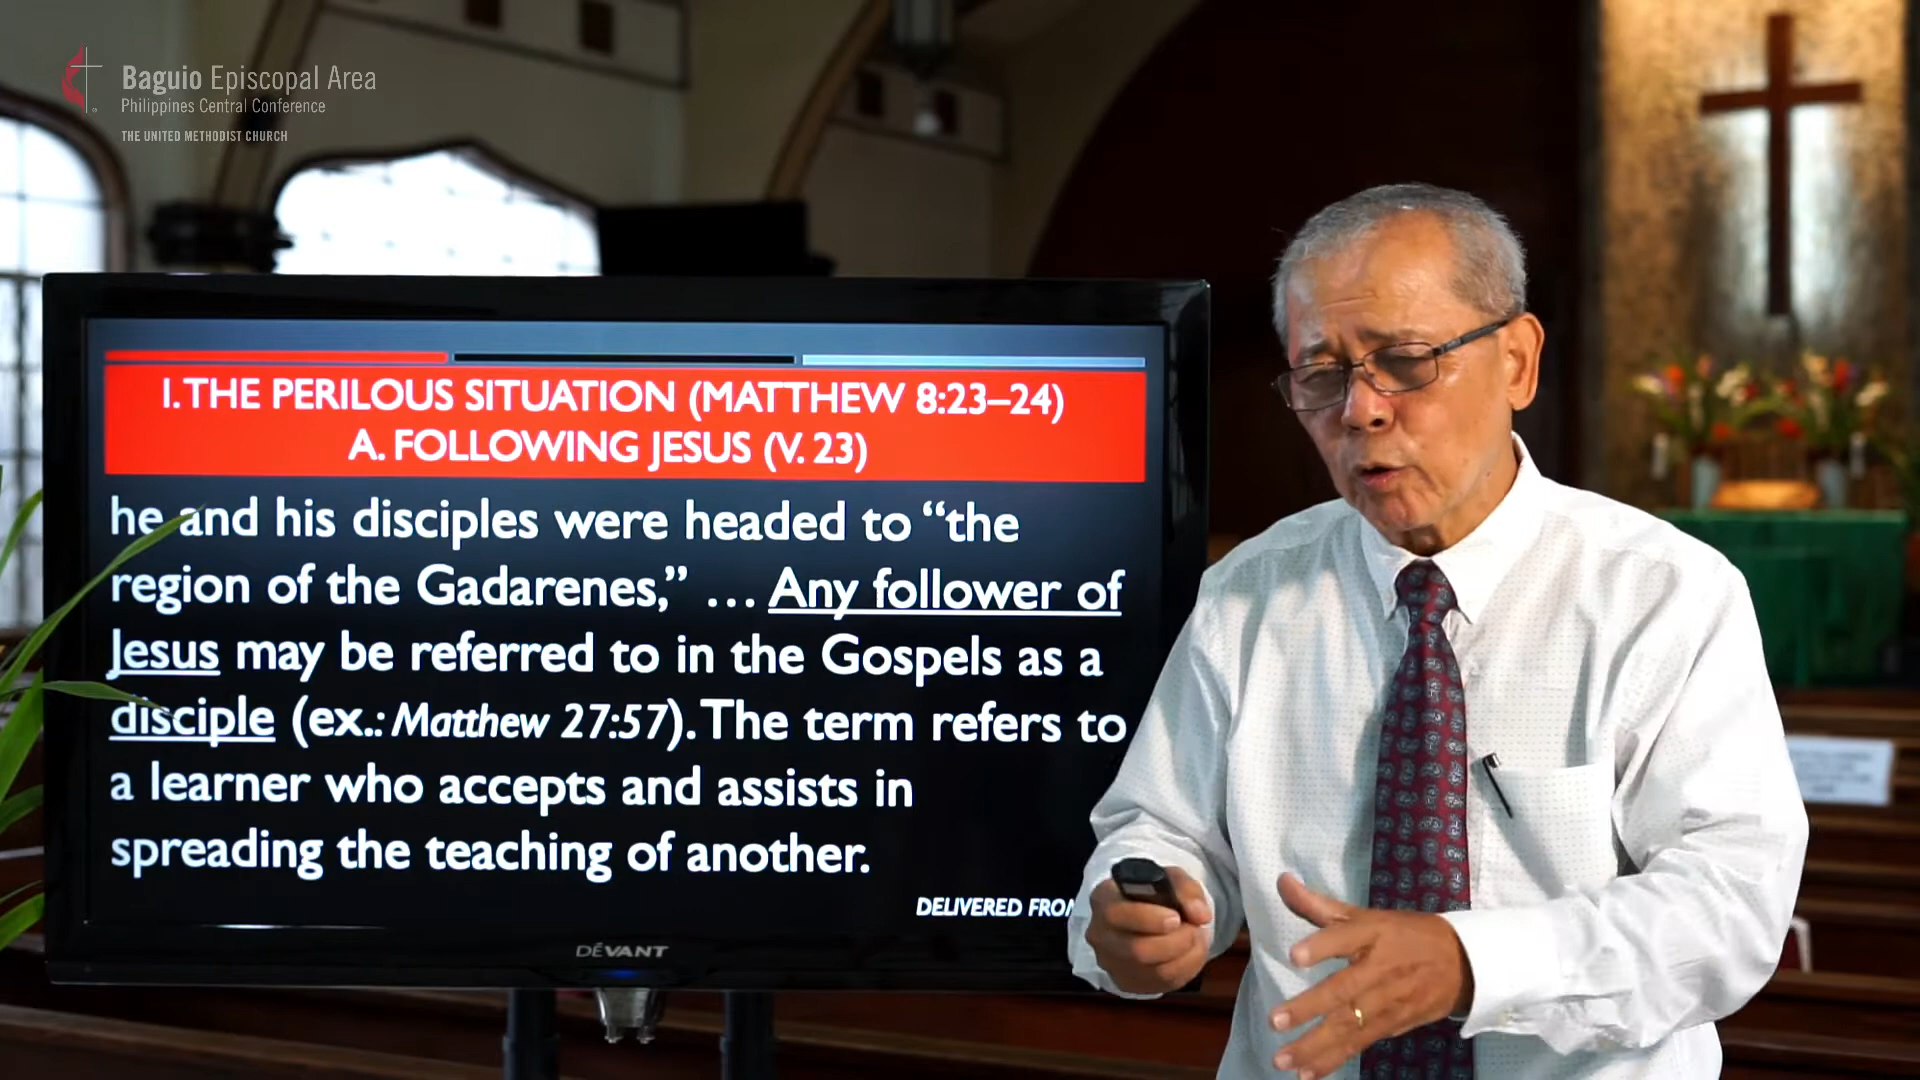 Baguio Episcopal Area
Philippines Central Conference
THE UNITED METHODIST CHURCH
I. THE PERILOUS SITUATION (MATTHEW 8:23–24)
A. FOLLOWING JESUS (V. 23)
he and his disciples were headed to “the
region of the Gadarenes,” … Any follower of
Jesus may be referred to in the Gospels as a
disciple (ex.: Matthew 27:57). The term refers to
a learner who accepts and assists in
spreading the teaching of another.
DELIVERED FROM
DEVANT